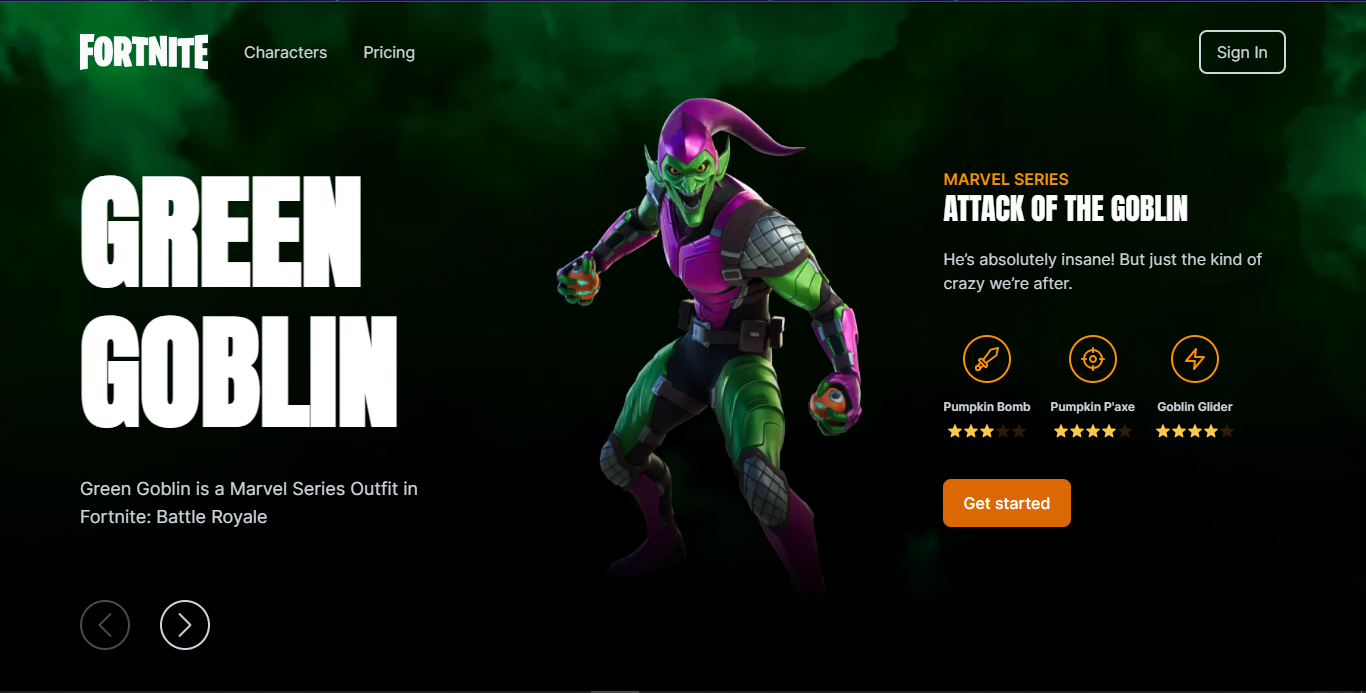 FORTNITE
Characters
Pricing
Sign In
GREEN
GOBLIN
Green Goblin is a Marvel Series Outfit in
Fortnite: Battle Royale
MARVEL SERIES
ATTACK OF THE GOBLIN
He’s absolutely insane! But just the kind of
crazy we’re after.
Pumpkin Bomb
Pumpkin P'axe
Goblin Glider
Get started